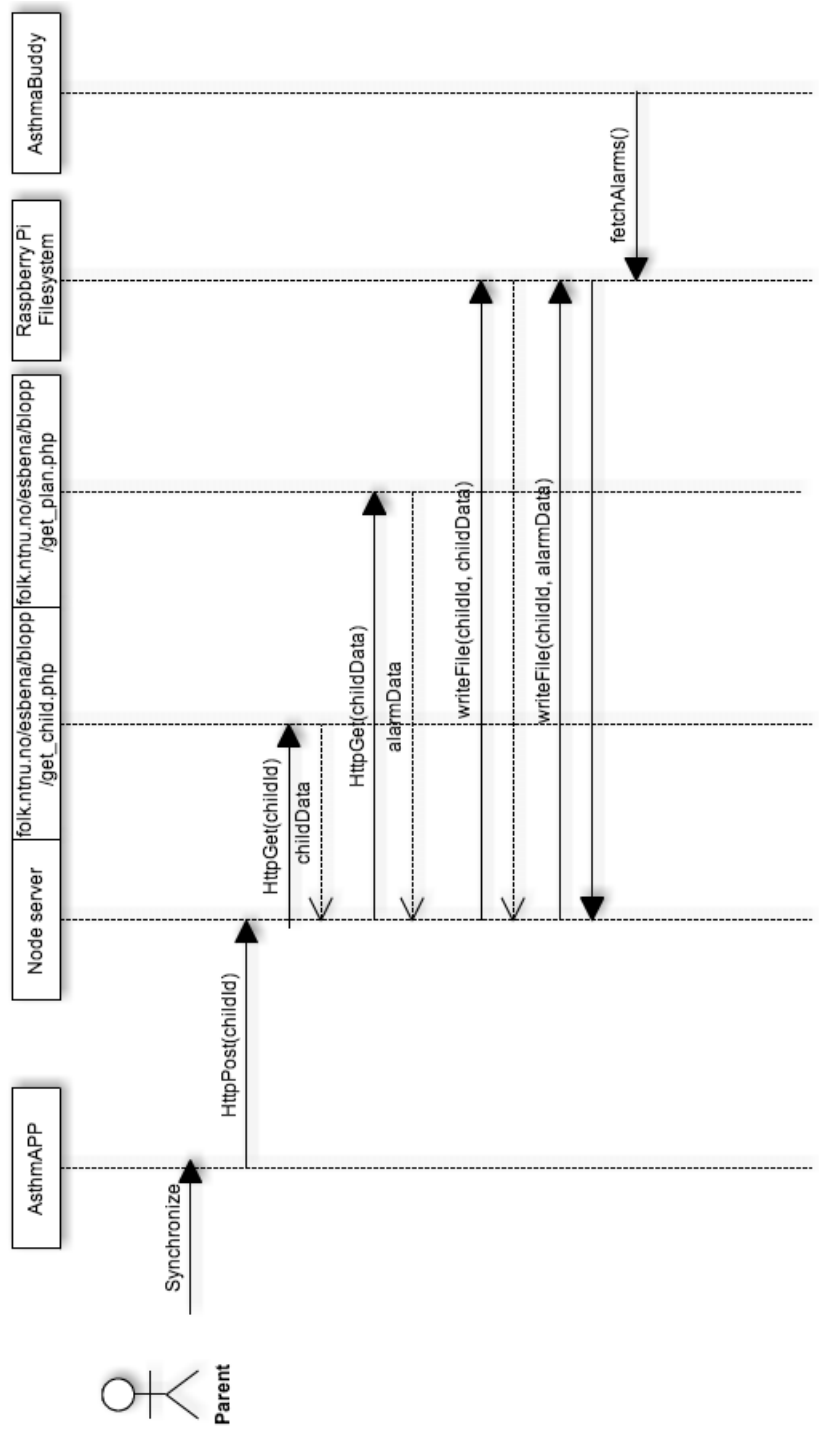 Parent
AsthmAPP
Node server
folk.ntnu.no/esbena/blopp
/get_child.php
folk.ntnu.no/esbena/blopp
/get_plan.php
Raspberry Pi
Filesystem
AsthmaBuddy
Synchronize
HttpPost(childId)
HttpGet(childId)
childData
HttpGet(childData)
alarmData
writeFile(childId, childData)
writeFile(childId, alarmData)
fetchAlarms()